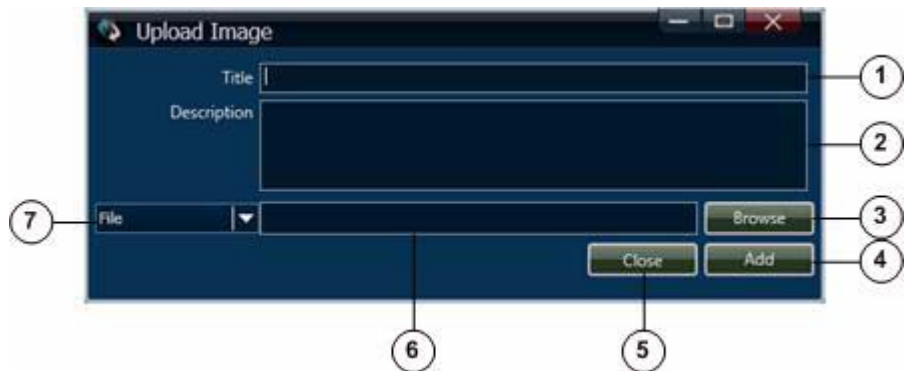 Upload Image
Title
1
Description
2
7
File
Browse
3
Close
Add
4
6
5